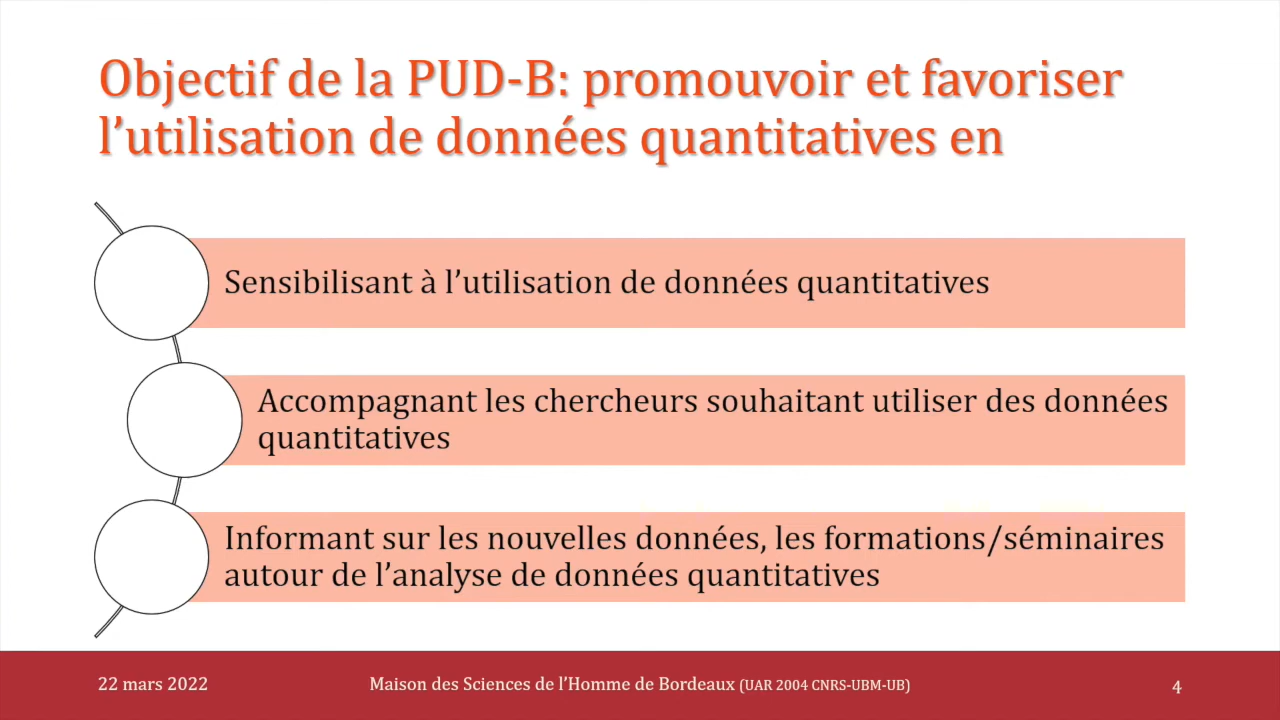 Objectif de la PUD-B: promouvoir et favoriser
l’utilisation de données quantitatives en
Sensibilisant à l’utilisation de données quantitatives
Accompagnant les chercheurs souhaitant utiliser des données
quantitatives
Informant sur les nouvelles données, les formations/séminaires
autour de l’analyse de données quantitatives
22 mars 2022
Maison des Sciences de l’Homme de Bordeaux (UAR 2004 CNRS-UBM-UB)
4